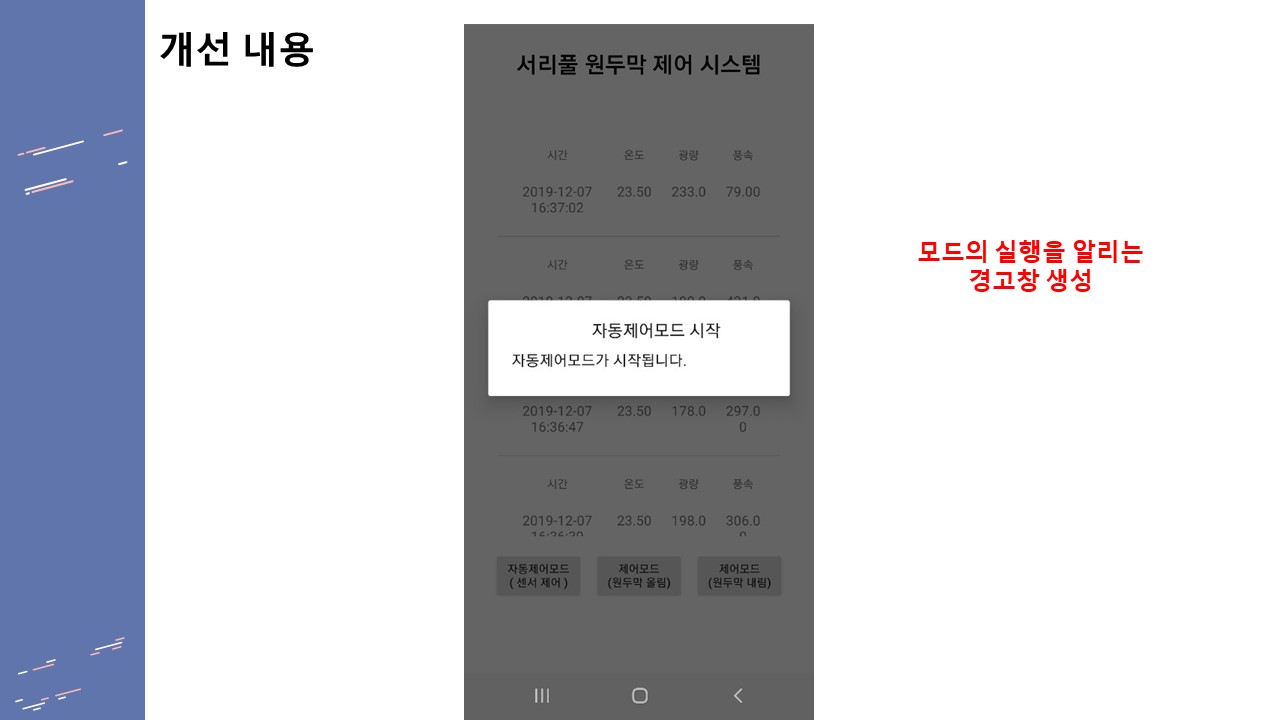 개선 내용
서리풀 원두막 제어 시스템
시간 온도 광량 풍속
2019-12-07 23.50 233.0 79.00
16:37:02
시간 온도 광량 풍속
자동제어모드 시작
자동제어모드가 시작됩니다.
2019-12-07 23.50 178.0 297.0
16:36:47 0
시간 온도 광량 풍속
2019-12-07 23.50 198.0 306.0
자동제어모드 제어모드 제어모드
( 센서 제어 ) (원두막 올림) (원두막 내림)
모드의 실행을 알리는
경고창 생성